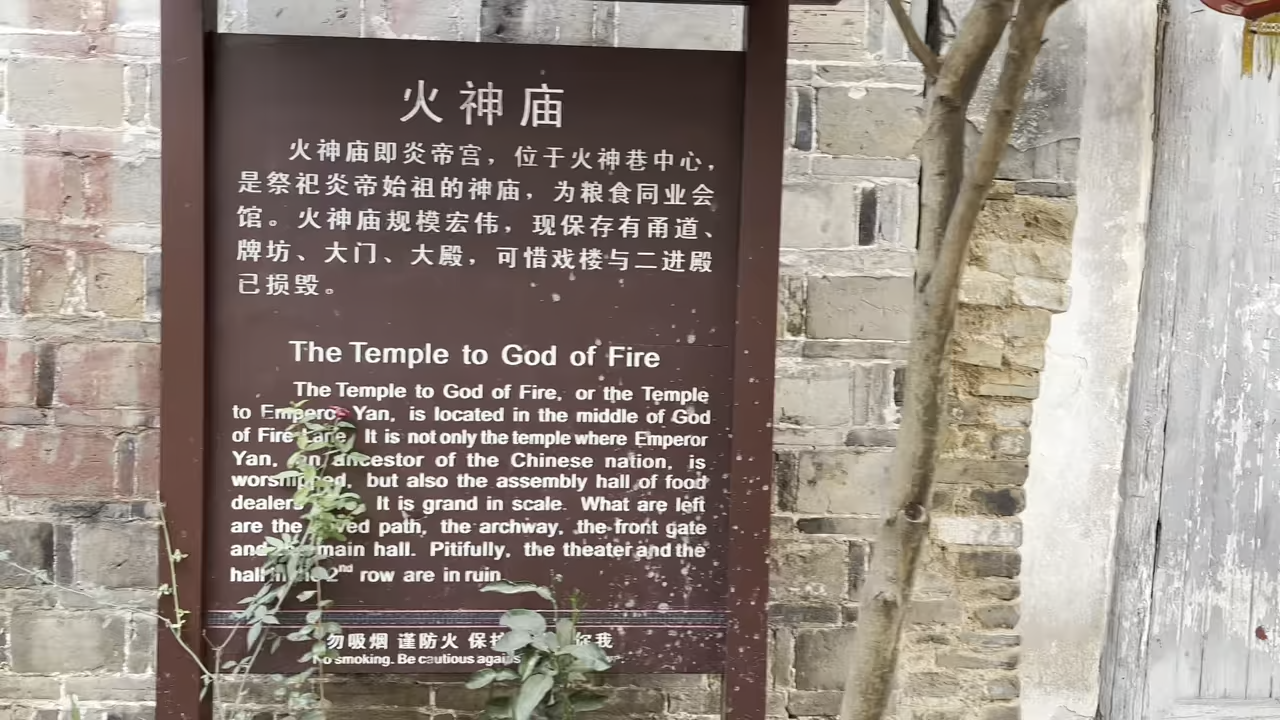 火神庙
火神庙即炎帝宫，位于火神巷中心，
是祭祀炎帝始祖的神庙，为粮食同业会
馆。火神庙规模宏伟，现保存有甬道、
牌坊、大门、大殿，可惜戏楼与二进殿
已损毁。
The Temple to God of Fire
The Temple to God of Fire, or the Temple
to Emperor Yan, is located in the middle of God
of Fire Lane. It is not only the temple where Emperor
Yan, an ancestor of the Chinese nation, is
worshipped, but also the assembly hall of food
dealers. It is grand in scale. What are left
are the path, the archway, the front gate
and main hall. Pitifully, the theater and the
hall 2nd row are in ruin
勿吸烟 谨防火 保护 你我
No smoking. Be cautious agains